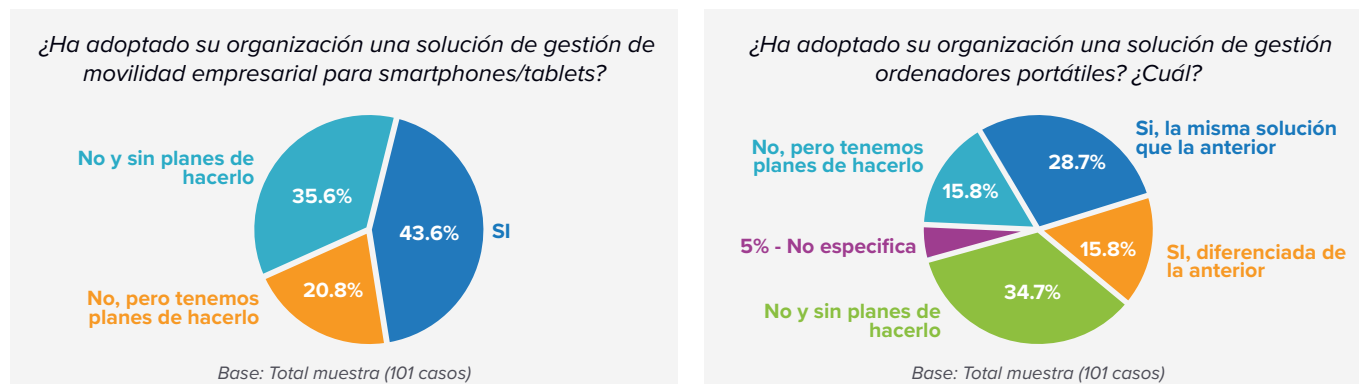 ¿Ha adoptado su organización una solución de gestión de
movilidad empresarial para smartphones/tablets?
No y sin planes de
hacerlo
35.6%
43.6%
SI
20.8%
No, pero tenemos
planes de hacerlo
Base: Total muestra (101 casos)
¿Ha adoptado su organización una solución de gestión
ordenadores portátiles? ¿Cuál?
Si, la misma solución
que la anterior
No, pero tenemos
planes de hacerlo
28.7%
15.8%
5% - No especifica
15.8%
SI, diferenciada de
la anterior
34.7%
No y sin planes de
hacerlo
Base: Total muestra (101 casos)